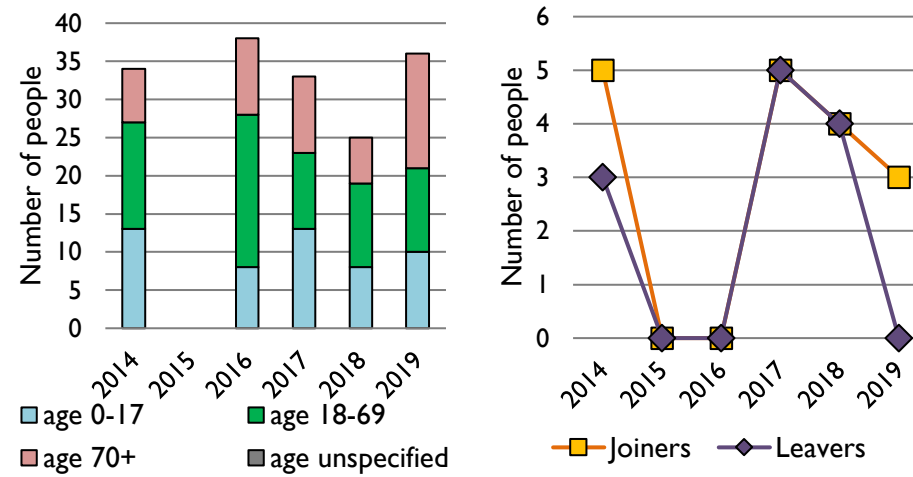 Number of people
40
35
30
25
20
15
10
5
0
2014 2015 2016 2017 2018 2019
age 0-17 age 18-69
age 70+ age unspecified
Number of people
6
5
4
3
2
1
0
2014 2015 2016 2017 2018 2019
Joiners Leavers